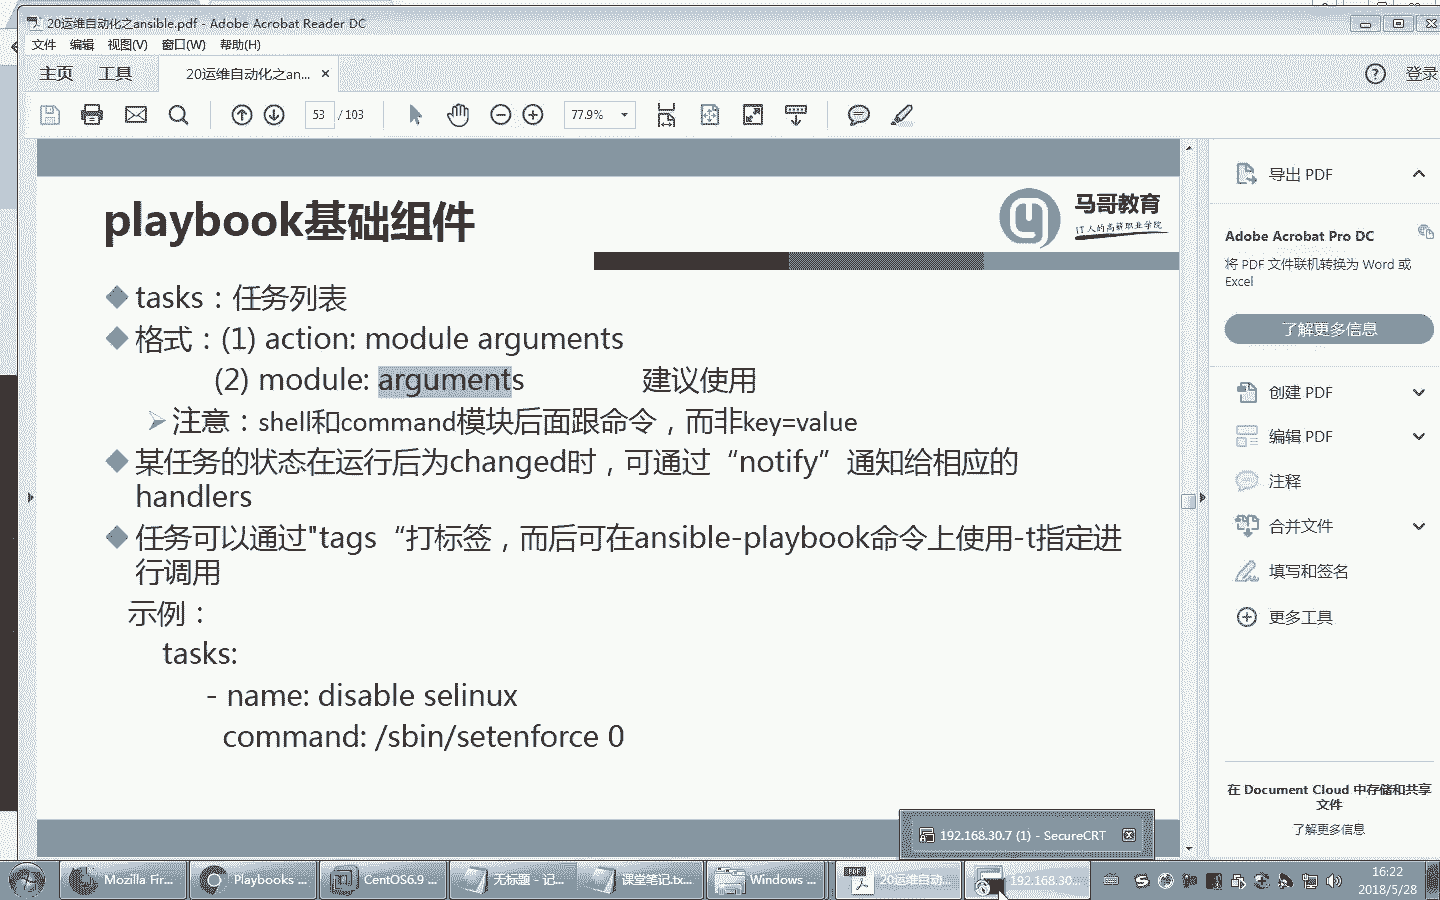 20运维自动化之ansible.pdf - Adobe Acrobat Reader DC
文件 编辑 视图(V) 窗口(W) 帮助(H)
主页 工具 20运维自动化之an... × 登录
53 / 103 77.9%
playbook基础组件
马哥教育
IT人的高薪职业学院
tasks：任务列表
格式：(1) action: module arguments
(2) module: arguments 建议使用
注意：shell和command模块后面跟命令，而非key=value
某任务的状态在运行后为changed时，可通过“notify”通知给相应的
handlers
任务可以通过"tags“打标签，而后可在ansible-playbook命令上使用-t指定进
行调用
示例：
tasks:
- name: disable selinux
command: /sbin/setenforce 0
导出 PDF
Adobe Acrobat Pro DC
将 PDF 文件联机转换为 Word 或
Excel
了解更多信息
创建 PDF
编辑 PDF
注释
合并文件
填写和签名
更多工具
在 Document Cloud 中存储和共享
文件
了解更多信息
192.168.30.7 (1) - SecureCRT
Mozilla Fir... Playbooks ... CentOS6.9 ... 无标题 - 记... 课堂笔记.tx... Windows ... 20运维自动... 192.168.30... 16:22
2018/5/28